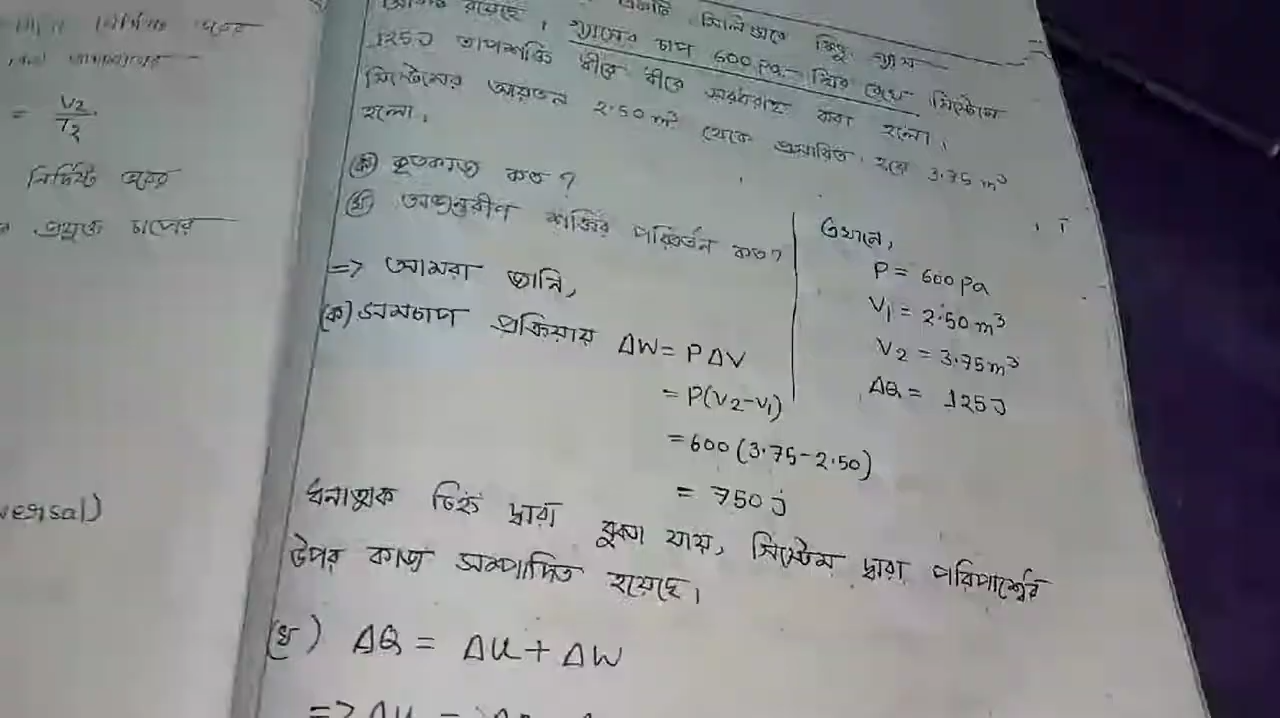 নির্দিষ্ট ভরের
= V2/T2
নির্দিষ্ট ভরের
প্রযুক্ত চাপের
versal)
একটি সিলিন্ডারে কিছু গ্যাস
রয়েছে। গ্যাসের চাপ 600 Pa স্থির রেখে সিস্টেমে
125J তাপশক্তি ধীরে ধীরে সরবরাহ করা হলো।
সিস্টেমের আয়তন 2.50 m³ থেকে প্রসারিত হয়ে 3.75 m³
হলো।
(ক) কৃতকাজ কত?
(খ) অভ্যন্তরীণ শক্তির পরিবর্তন কত?
=> আমরা জানি,
(ক) সমচাপ প্রক্রিয়ায় ΔW = PΔV
= P(V2-V1)
= 600 (3.75-2.50)
= 750 J
এখানে,
P = 600 Pa
V1 = 2.50 m³
V2 = 3.75 m³
ΔQ = 125J
ধনাত্মক চিহ্ন দ্বারা বুঝা যায়, সিস্টেম দ্বারা পরিপার্শ্বের
উপর কাজ সম্পাদিত হয়েছে।
(খ) ΔQ = ΔU + ΔW
=> ΔU =